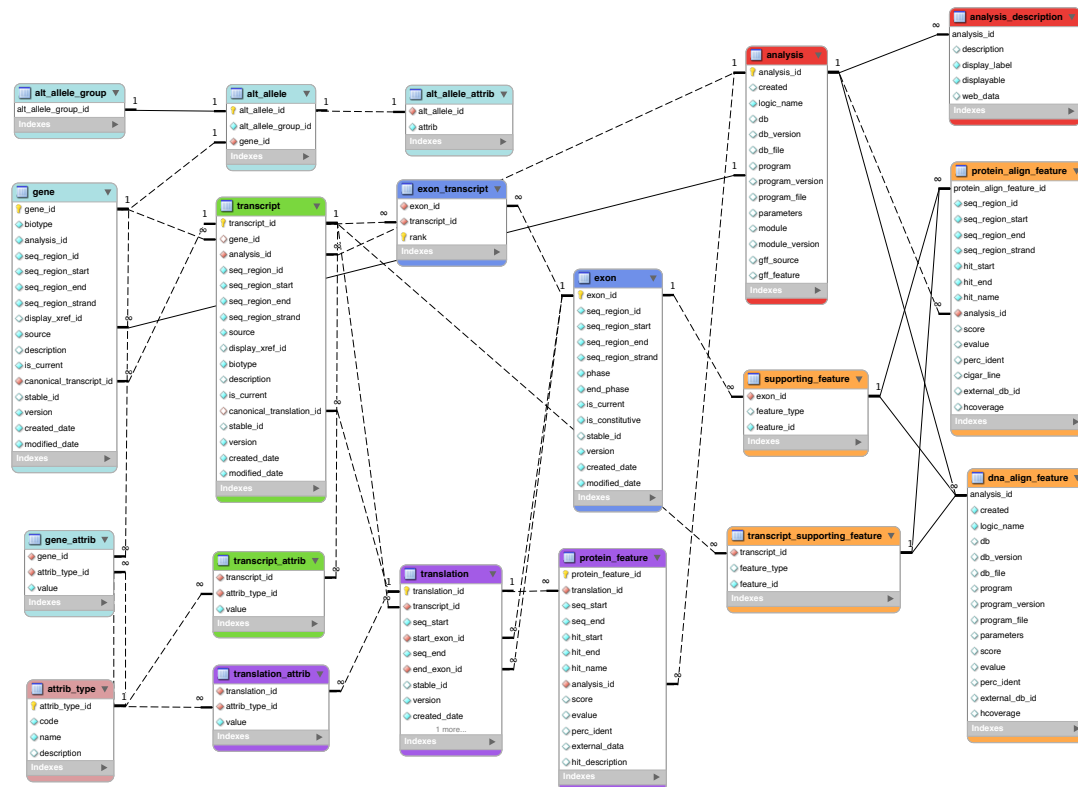 alt_allele_group
alt_allele_group_id
Indexes
alt_allele
alt_allele_id
alt_allele_group_id
gene_id
Indexes
alt_allele_attrib
alt_allele_id
attrib
Indexes
analysis
analysis_id
created
logic_name
db
db_version
db_file
program
program_version
program_file
parameters
module
module_version
gff_source
gff_feature
Indexes
analysis_description
analysis_id
description
display_label
displayable
web_data
Indexes
gene
gene_id
biotype
analysis_id
seq_region_id
seq_region_start
seq_region_end
seq_region_strand
display_xref_id
source
description
is_current
canonical_transcript_id
stable_id
version
created_date
modified_date
Indexes
transcript
transcript_id
gene_id
analysis_id
seq_region_id
seq_region_start
seq_region_end
seq_region_strand
source
display_xref_id
biotype
description
is_current
canonical_translation_id
stable_id
version
created_date
modified_date
Indexes
exon_transcript
exon_id
transcript_id
rank
Indexes
exon
exon_id
seq_region_id
seq_region_start
seq_region_end
seq_region_strand
phase
end_phase
is_current
is_constitutive
stable_id
version
created_date
modified_date
Indexes
protein_align_feature
protein_align_feature_id
seq_region_id
seq_region_start
seq_region_end
seq_region_strand
hit_start
hit_end
hit_name
analysis_id
score
evalue
perc_ident
cigar_line
external_db_id
hcoverage
Indexes
supporting_feature
exon_id
feature_type
feature_id
Indexes
dna_align_feature
analysis_id
created
logic_name
db
db_version
db_file
program
program_version
program_file
parameters
score
evalue
perc_ident
external_db_id
hcoverage
Indexes
gene_attrib
gene_id
attrib_type_id
value
Indexes
transcript_attrib
transcript_id
attrib_type_id
value
Indexes
translation
translation_id
transcript_id
seq_start
start_exon_id
seq_end
end_exon_id
stable_id
version
created_date
1 more...
Indexes
protein_feature
protein_feature_id
translation_id
seq_start
seq_end
hit_start
hit_end
hit_name
analysis_id
score
evalue
perc_ident
external_data
hit_description
Indexes
transcript_supporting_feature
transcript_id
feature_type
feature_id
Indexes
attrib_type
attrib_type_id
code
name
description
Indexes
translation_attrib
translation_id
attrib_type_id
value
Indexes